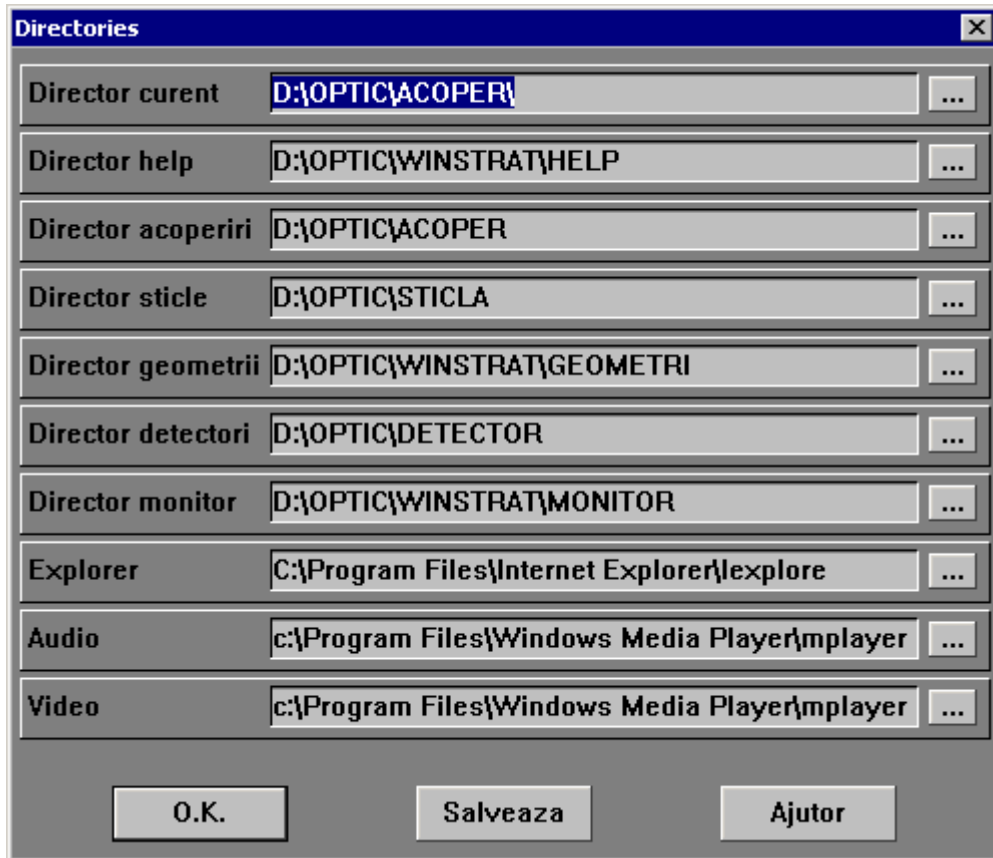 Directories
Director curent D:\OPTIC\ACOPER\ ...
Director help D:\OPTIC\WINSTRAT\HELP ...
Director acoperiri D:\OPTIC\ACOPER ...
Director sticle D:\OPTIC\STICLA ...
Director geometrii D:\OPTIC\WINSTRAT\GEOMETRI ...
Director detectori D:\OPTIC\DETECTOR ...
Director monitor D:\OPTIC\WINSTRAT\MONITOR ...
Explorer C:\Program Files\Internet Explorer\Iexplore ...
Audio c:\Program Files\Windows Media Player\mplayer ...
Video c:\Program Files\Windows Media Player\mplayer ...
O.K. Salveaza Ajutor